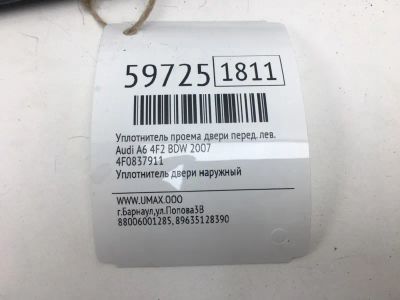 59725 1811
Уплотнитель проема двери перед. лев.
Audi A6 4F2 BDW 2007
4F0837911
Уплотнитель двери наружный
WWW.UMAX.OOO
г.Барнаул,ул.Попова3В
88006001285, 89635128390